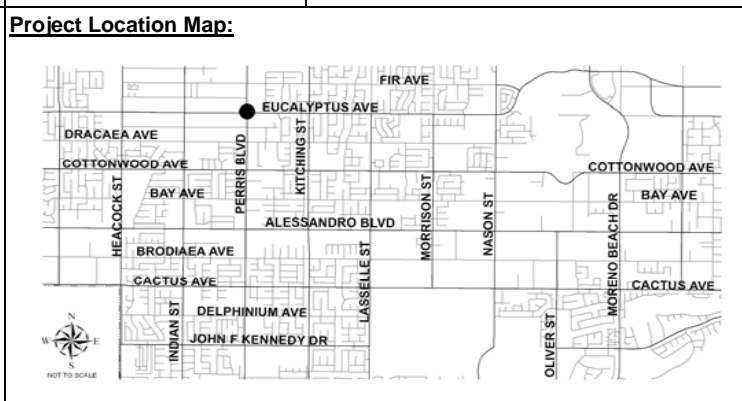 Project Location Map:
FIR AVE
EUCALYPTUS AVE
DRACAEA AVE
PERRIS BLVD
KITCHING ST
COTTONWOOD AVE
COTTONWOOD AVE
HEACOCK ST
BAY AVE
MORRISON ST
NASON ST
MORENO BEACH DR
BAY AVE
ALESSANDRO BLVD
BRODIAEA AVE
LASSELLE ST
CACTUS AVE
CACTUS AVE
INDIAN ST
DELPHINIUM AVE
OLIVER ST
JOHN F KENNEDY DR
N
W E
S
NOT TO SCALE